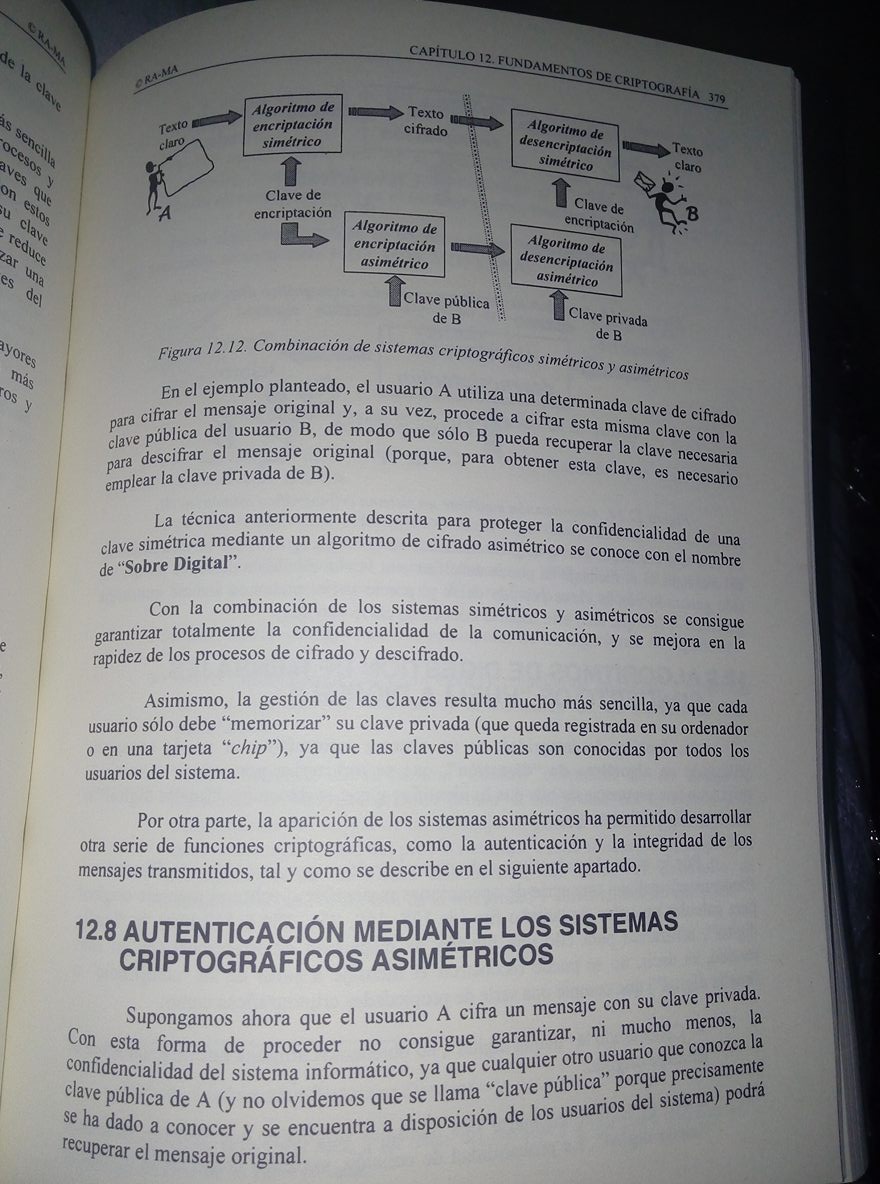 © RA-MA
de la clave
ás sencilla
rocesos y
aves que
on estos
su clave
e reduce
zar una
es del
ayores
más
ros y
e
© RA-MA
CAPÍTULO 12. FUNDAMENTOS DE CRIPTOGRAFÍA 379
Texto
claro
Algoritmo de
encriptación
simétrico
Texto
cifrado
Algoritmo de
desencriptación
simétrico
Texto
claro
A
Clave de
encriptación
Clave de
encriptación
B
Algoritmo de
encriptación
asimétrico
Algoritmo de
desencriptación
asimétrico
Clave pública
de B
Clave privada
de B
Figura 12.12. Combinación de sistemas criptográficos simétricos y asimétricos
En el ejemplo planteado, el usuario A utiliza una determinada clave de cifrado
para cifrar el mensaje original y, a su vez, procede a cifrar esta misma clave con la
clave pública del usuario B, de modo que sólo B pueda recuperar la clave necesaria
para descifrar el mensaje original (porque, para obtener esta clave, es necesario
emplear la clave privada de B).
La técnica anteriormente descrita para proteger la confidencialidad de una
clave simétrica mediante un algoritmo de cifrado asimétrico se conoce con el nombre
de “Sobre Digital”.
Con la combinación de los sistemas simétricos y asimétricos se consigue
garantizar totalmente la confidencialidad de la comunicación, y se mejora en la
rapidez de los procesos de cifrado y descifrado.
Asimismo, la gestión de las claves resulta mucho más sencilla, ya que cada
usuario sólo debe “memorizar” su clave privada (que queda registrada en su ordenador
o en una tarjeta “chip”), ya que las claves públicas son conocidas por todos los
usuarios del sistema.
Por otra parte, la aparición de los sistemas asimétricos ha permitido desarrollar
otra serie de funciones criptográficas, como la autenticación y la integridad de los
mensajes transmitidos, tal y como se describe en el siguiente apartado.
12.8 AUTENTICACIÓN MEDIANTE LOS SISTEMAS
CRIPTOGRÁFICOS ASIMÉTRICOS
Supongamos ahora que el usuario A cifra un mensaje con su clave privada.
Con esta forma de proceder no consigue garantizar, ni mucho menos, la
confidencialidad del sistema informático, ya que cualquier otro usuario que conozca la
clave pública de A (y no olvidemos que se llama “clave pública” porque precisamente
se ha dado a conocer y se encuentra a disposición de los usuarios del sistema) podrá
recuperar el mensaje original.